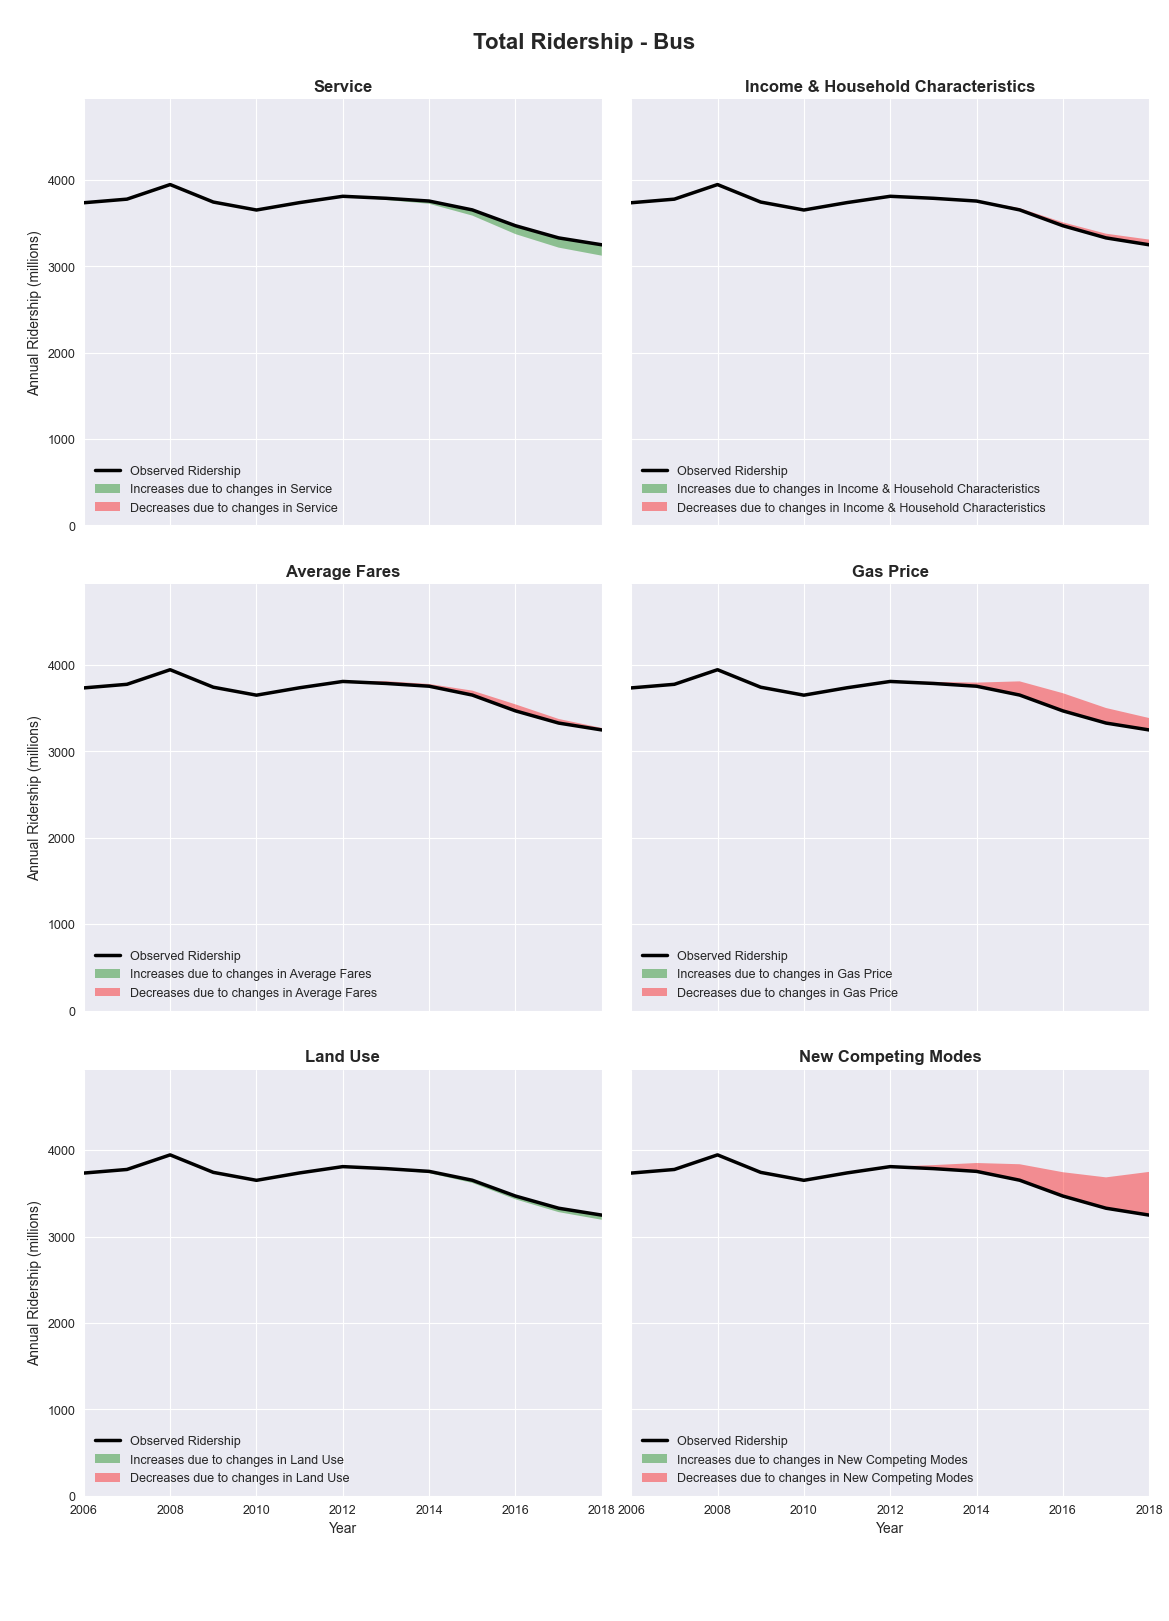 Total Ridership - Bus
Service
Income & Household Characteristics
Annual Ridership (millions)
4000
3000
2000
1000
0
Observed Ridership
Increases due to changes in Service
Decreases due to changes in Service
Observed Ridership
Increases due to changes in Income & Household Characteristics
Decreases due to changes in Income & Household Characteristics
Average Fares
Gas Price
Annual Ridership (millions)
4000
3000
2000
1000
0
Observed Ridership
Increases due to changes in Average Fares
Decreases due to changes in Average Fares
Observed Ridership
Increases due to changes in Gas Price
Decreases due to changes in Gas Price
Land Use
New Competing Modes
Annual Ridership (millions)
4000
3000
2000
1000
0
Observed Ridership
Increases due to changes in Land Use
Decreases due to changes in Land Use
Observed Ridership
Increases due to changes in New Competing Modes
Decreases due to changes in New Competing Modes
2006 2008 2010 2012 2014 2016 2018
2006 2008 2010 2012 2014 2016 2018
Year
Year